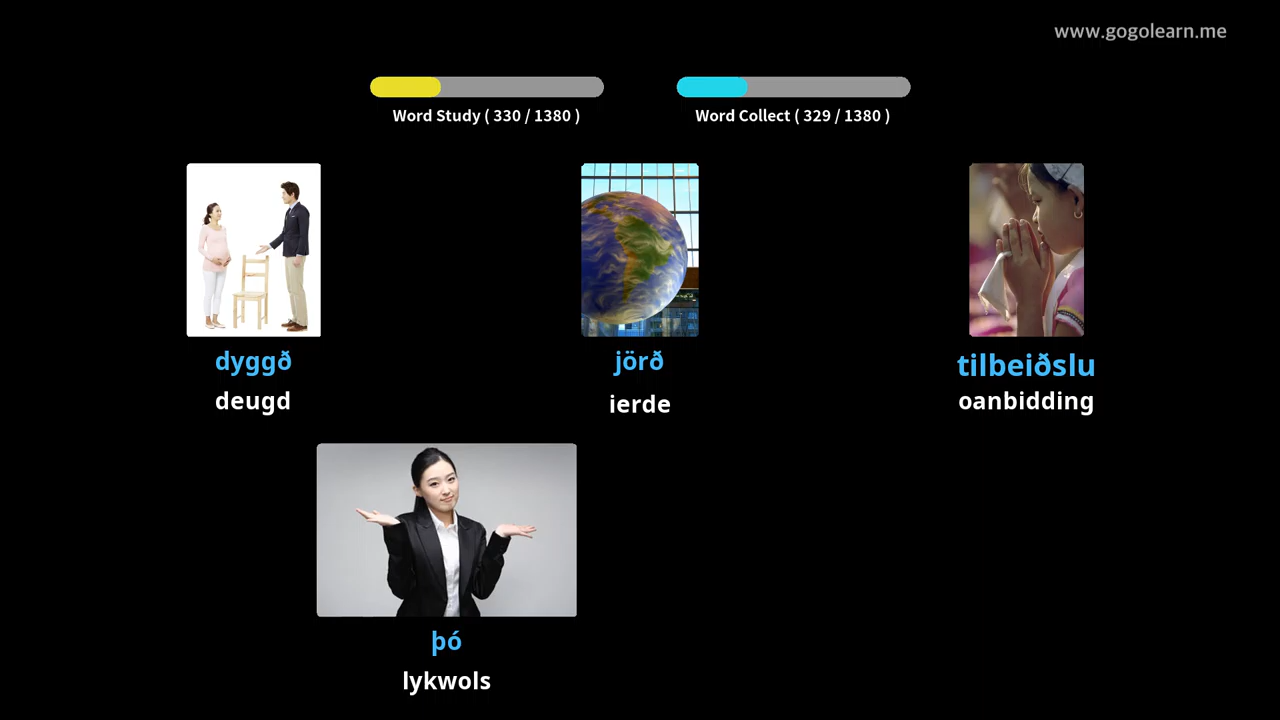 www.gogolearn.me
Word Study ( 330 / 1380 )
Word Collect ( 329 / 1380 )
dyggð
jörð
tilbeiðslu
deugd
ierde
oanbidding
þó
lykwols